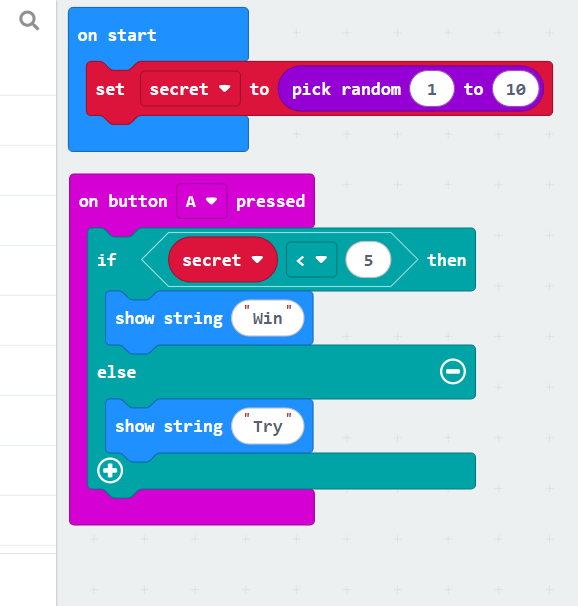 on start
set secret to pick random 1 to 10
on button A pressed
if secret < 5 then
show string "Win"
else
show string "Try"